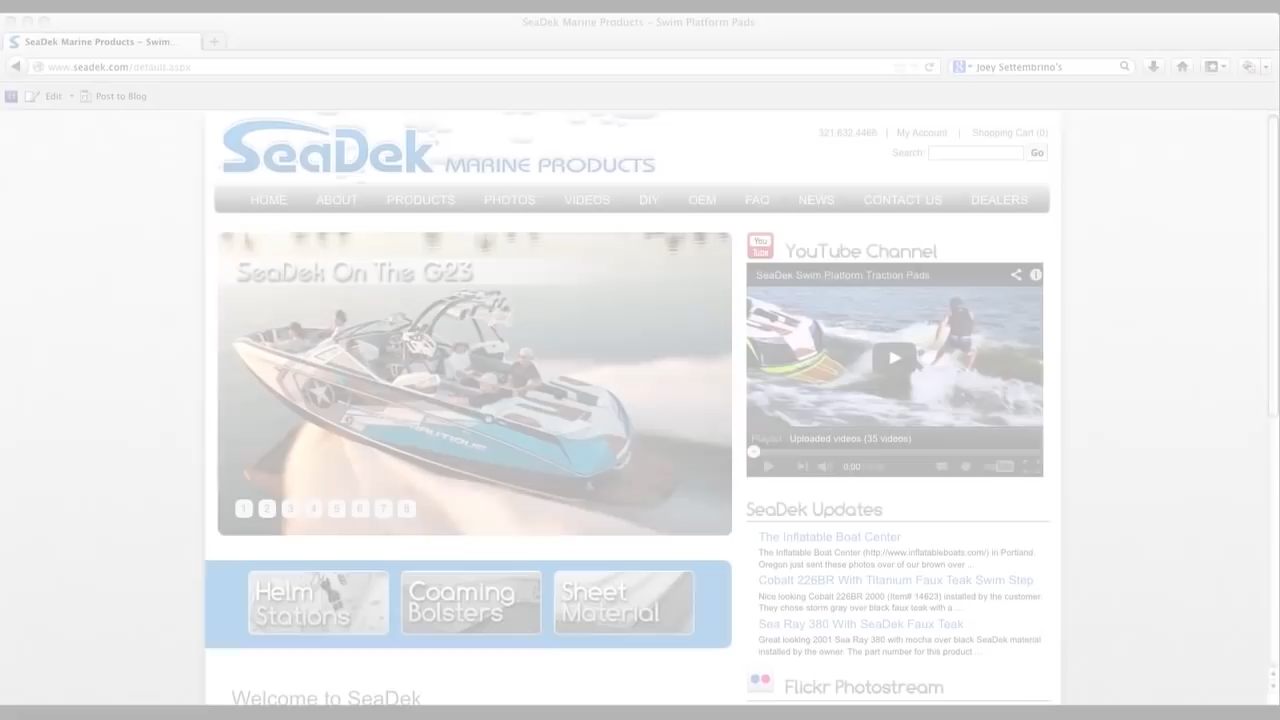 SeaDek Marine Products – Swim Platform Pads
SeaDek Marine Products – Swim...
www.seadek.com/default.aspx
Joey Settembrino's
Edit
Post to Blog
SeaDek MARINE PRODUCTS
321.632.4466 | My Account | Shopping Cart (0)
Search: Go
HOME ABOUT PRODUCTS PHOTOS VIDEOS DIY OEM FAQ NEWS CONTACT US DEALERS
SeaDek On The G23
NAUTIQUE
1 2 3 4 5 6 7 8
You Tube
YouTube Channel
SeaDek Swim Platform Traction Pads
Playlist Uploaded videos (35 videos)
0:00
SeaDek Updates
The Inflatable Boat Center
The Inflatable Boat Center (http://www.inflatableboats.com/) in Portland,
Oregon just sent these photos over of our brown over ...
Cobalt 226BR With Titanium Faux Teak Swim Step
Nice looking Cobalt 226BR 2000 (Item# 14623) installed by the customer.
They chose storm gray over black faux teak with a ...
Sea Ray 380 With SeaDek Faux Teak
Great looking 2001 Sea Ray 380 with mocha over black SeaDek material
installed by the owner. The part number for this product ...
Flickr Photostream
Helm
Stations
Coaming
Bolsters
Sheet
Material
Welcome to SeaDek